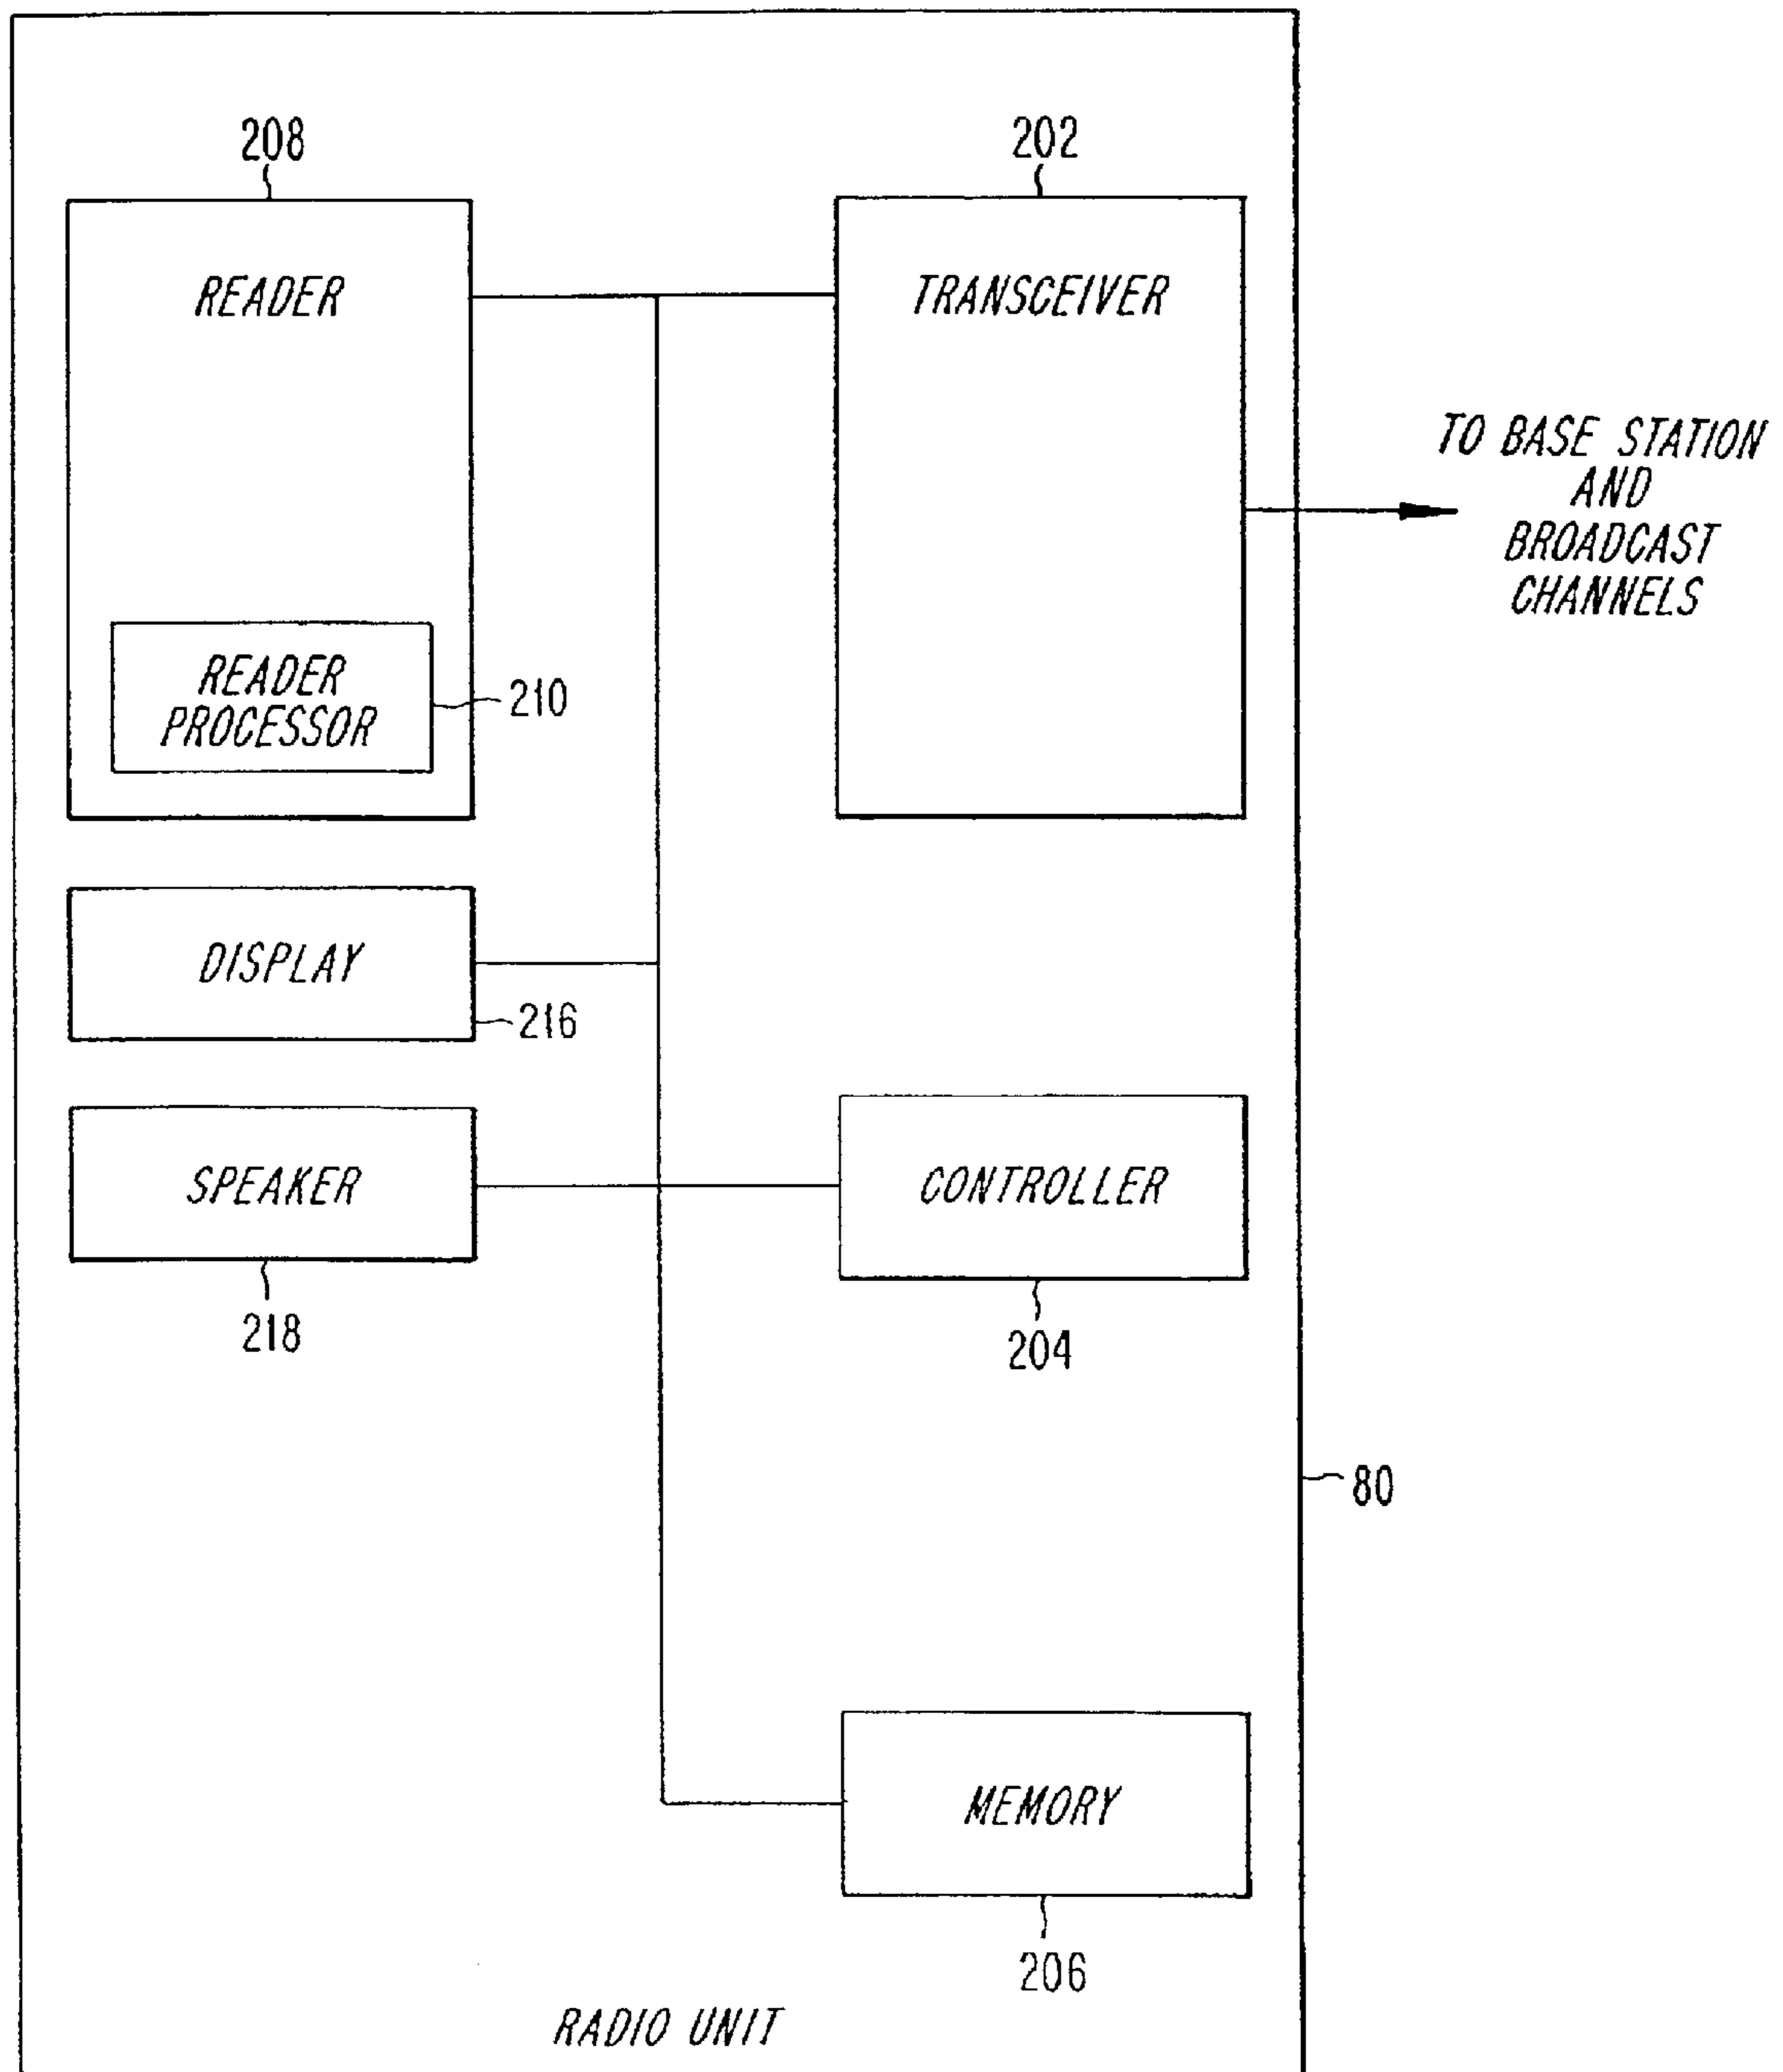 208
202
READER
TRANSCEIVER
TO BASE STATION
AND
BROADCAST
CHANNELS
READER
PROCESSOR
210
DISPLAY
216
SPEAKER
CONTROLLER
218
204
80
MEMORY
206
RADIO UNIT